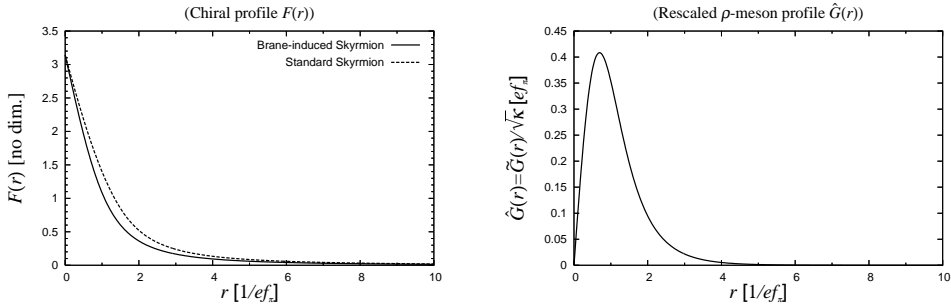 (Chiral profile F(r))
Brane-induced Skyrmion
Standard Skyrmion
F(r) [no dim.]
3.5
3
2.5
2
1.5
1
0.5
0
0 2 4 6 8 10
r [1/ef_π]
(Rescaled ρ-meson profile Ĝ(r))
Ĝ(r)=G̃(r)/√κ [ef_π]
0.45
0.4
0.35
0.3
0.25
0.2
0.15
0.1
0.05
0
0 2 4 6 8 10
r [1/ef_π]